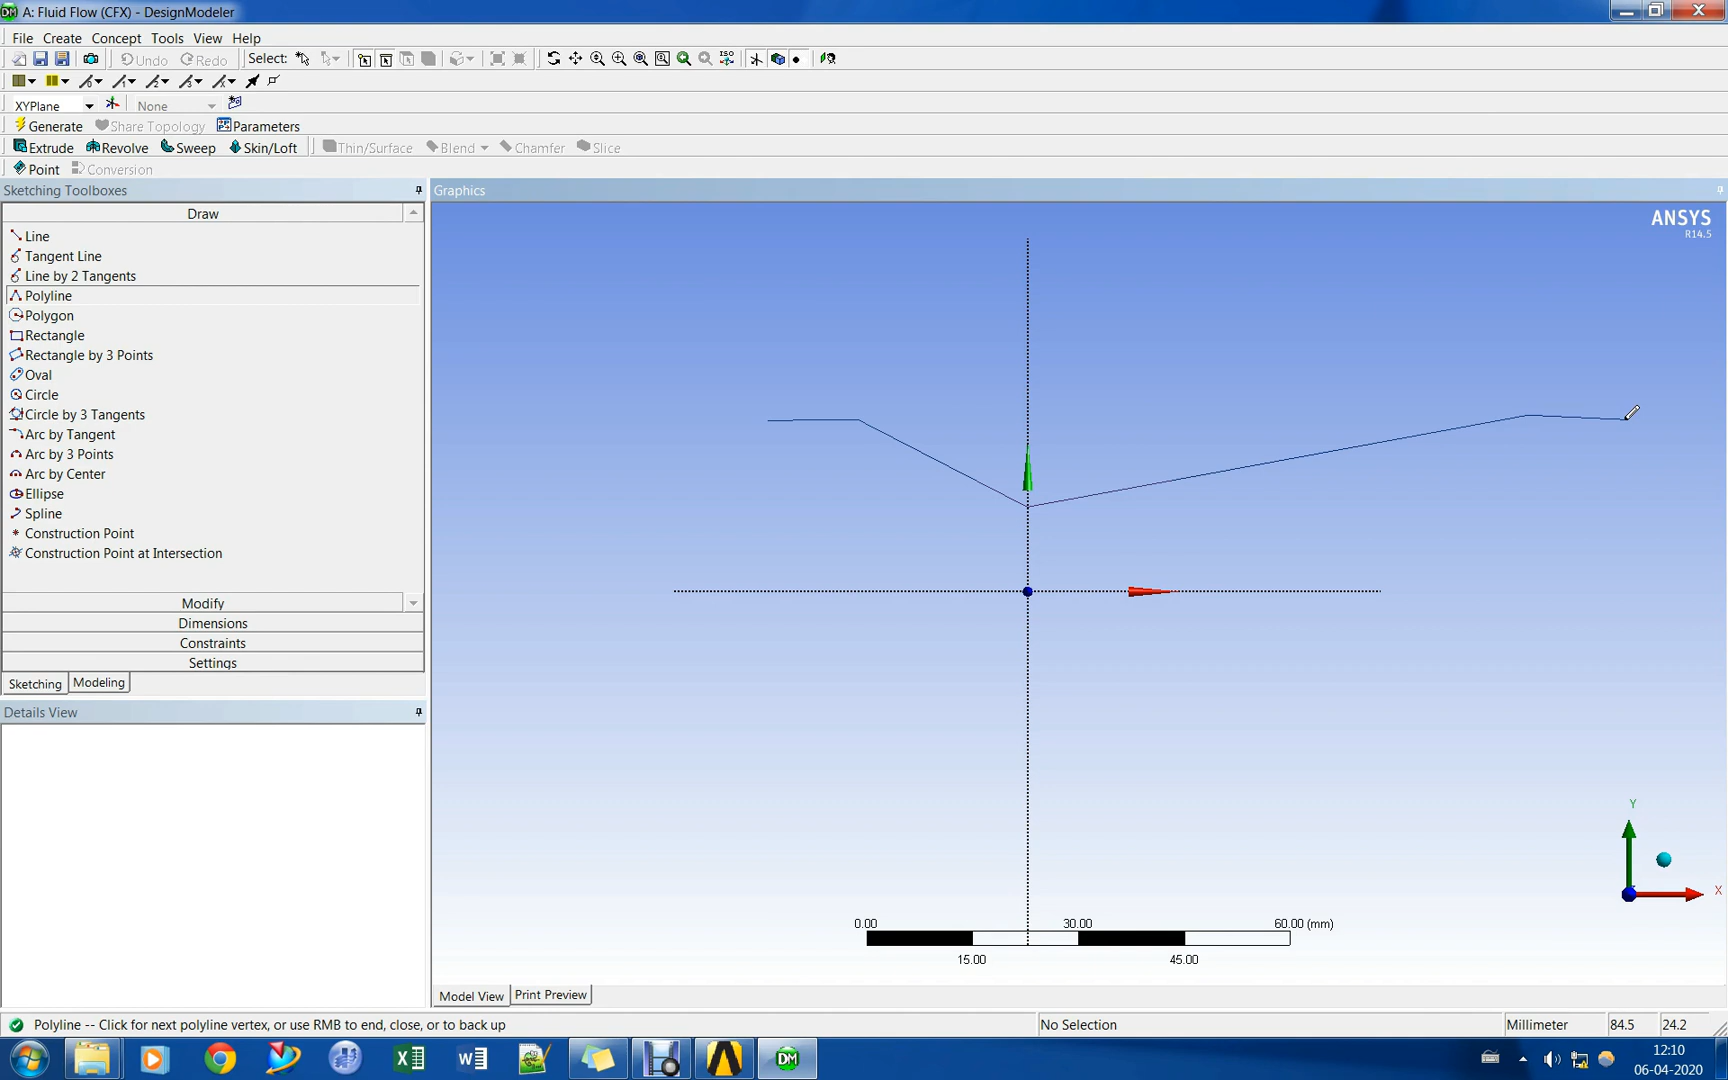 A: Fluid Flow (CFX) - DesignModeler
File Create Concept Tools View Help
Undo Redo Select: ISO
XYPlane None
Generate Share Topology Parameters
Extrude Revolve Sweep Skin/Loft Thin/Surface Blend Chamfer Slice
Point Conversion
Sketching Toolboxes
Graphics
Draw
Line
Tangent Line
Line by 2 Tangents
Polyline
Polygon
Rectangle
Rectangle by 3 Points
Oval
Circle
Circle by 3 Tangents
Arc by Tangent
Arc by 3 Points
Arc by Center
Ellipse
Spline
Construction Point
Construction Point at Intersection
Modify
Dimensions
Constraints
Settings
Sketching Modeling
Details View
ANSYS
R14.5
Y
X
0.00 30.00 60.00 (mm)
15.00 45.00
Model View Print Preview
Polyline -- Click for next polyline vertex, or use RMB to end, close, or to back up No Selection Millimeter 84.5 24.2
DM
12:10
06-04-2020